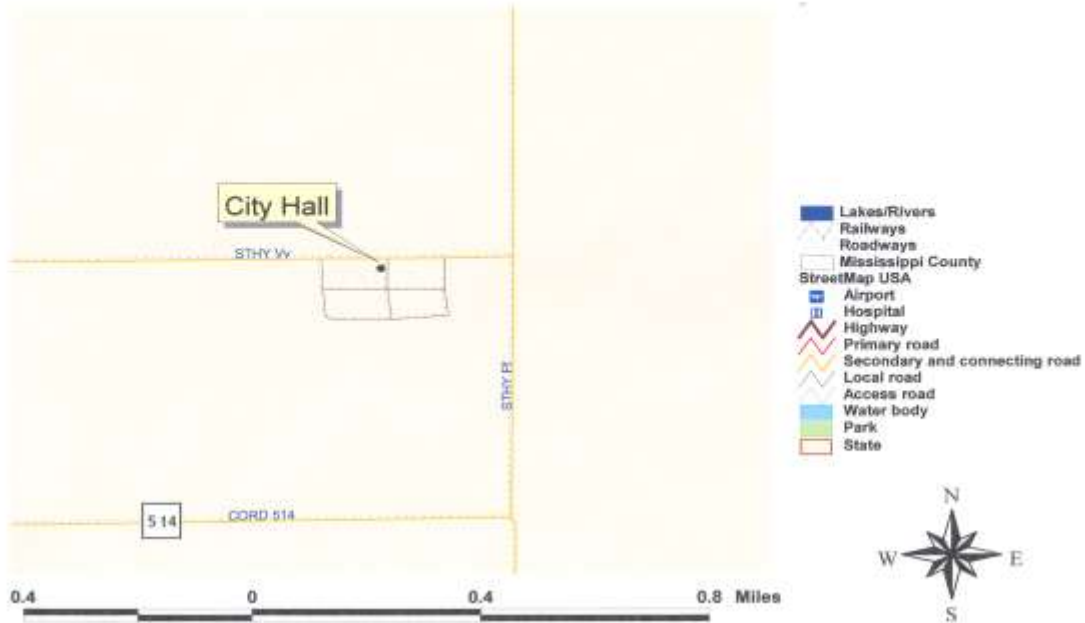 City Hall
STHY Vv
STHY Pf
514
CORD 514
Lakes/Rivers
Railways
Roadways
Mississippi County
StreetMap USA
Airport
H Hospital
Highway
Primary road
Secondary and connecting road
Local road
Access road
Water body
Park
State
N
W E
S
0.4 0 0.4 0.8 Miles